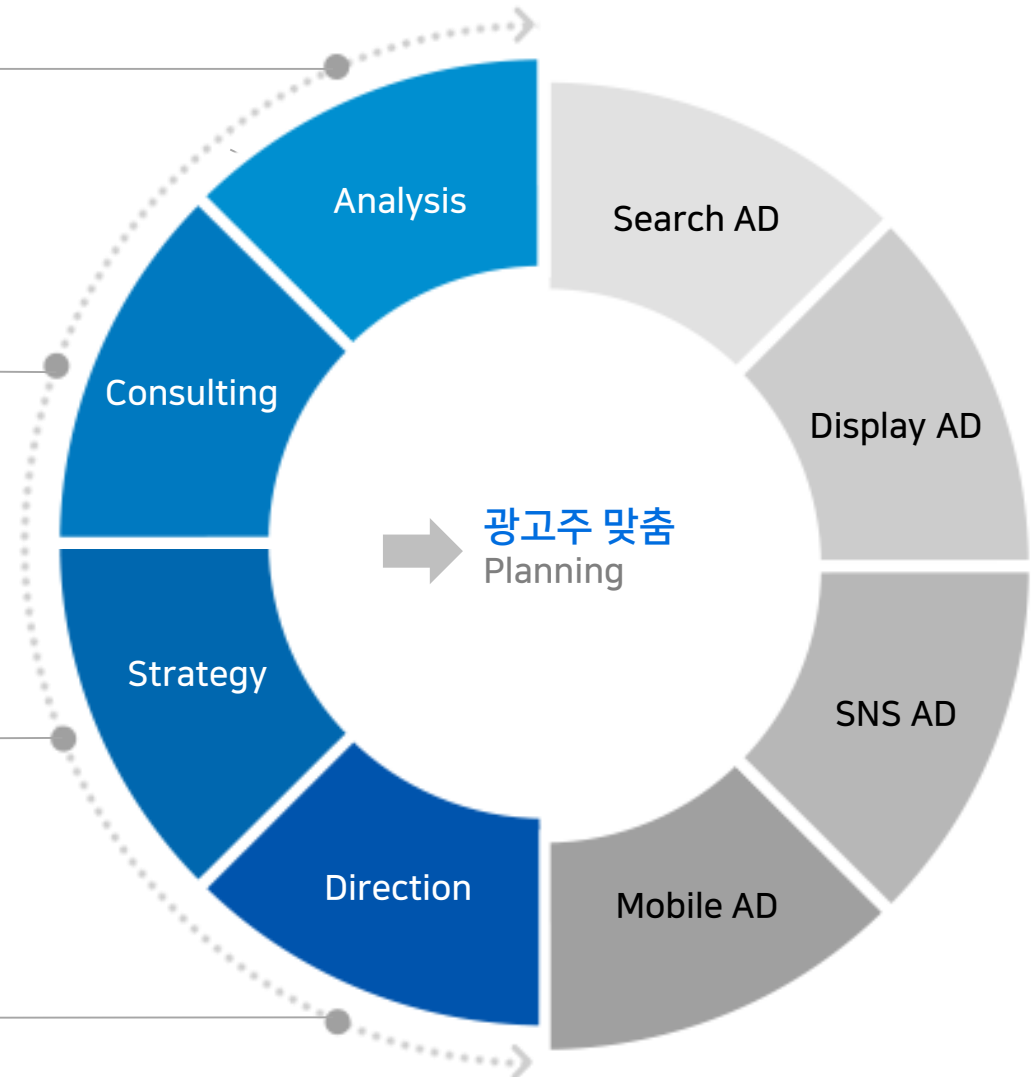 Analysis
Search AD
Consulting
Display AD
광고주 맞춤
Planning
Strategy
SNS AD
Direction
Mobile AD